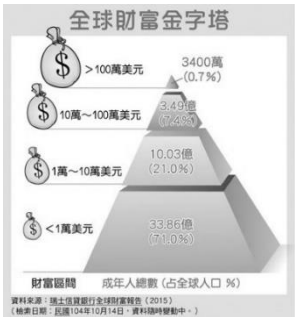 全球財富金字塔
>100萬美元
3400萬
(0.7%)
10萬～100萬美元
3.49億
(7.4%)
1萬～10萬美元
10.03億
(21.0%)
<1萬美元
33.86億
(71.0%)
財富區間 成年人總數(占全球人口 %)
資料來源：瑞士信貸銀行全球財富報告(2015)
(檢索日期：民國104年10月14日，資料隨時變動中。)